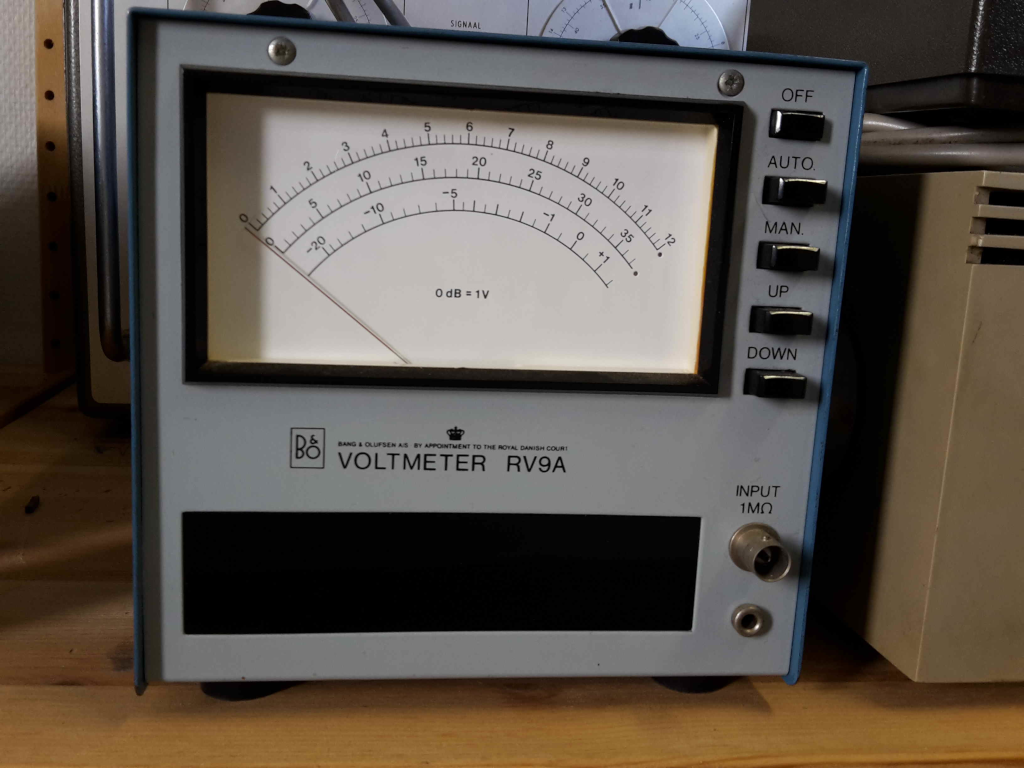 SIGNAAL
OFF
AUTO.
MAN.
UP
DOWN
0 1 2 3 4 5 6 7 8 9 10 11 12
0 5 10 15 20 25 30 35
-20 -10 -5 -1 0 +1
0 dB = 1V
B&O
BANG & OLUFSEN A/S BY APPOINTMENT TO THE ROYAL DANISH COURT
VOLTMETER RV9A
INPUT
1MΩ